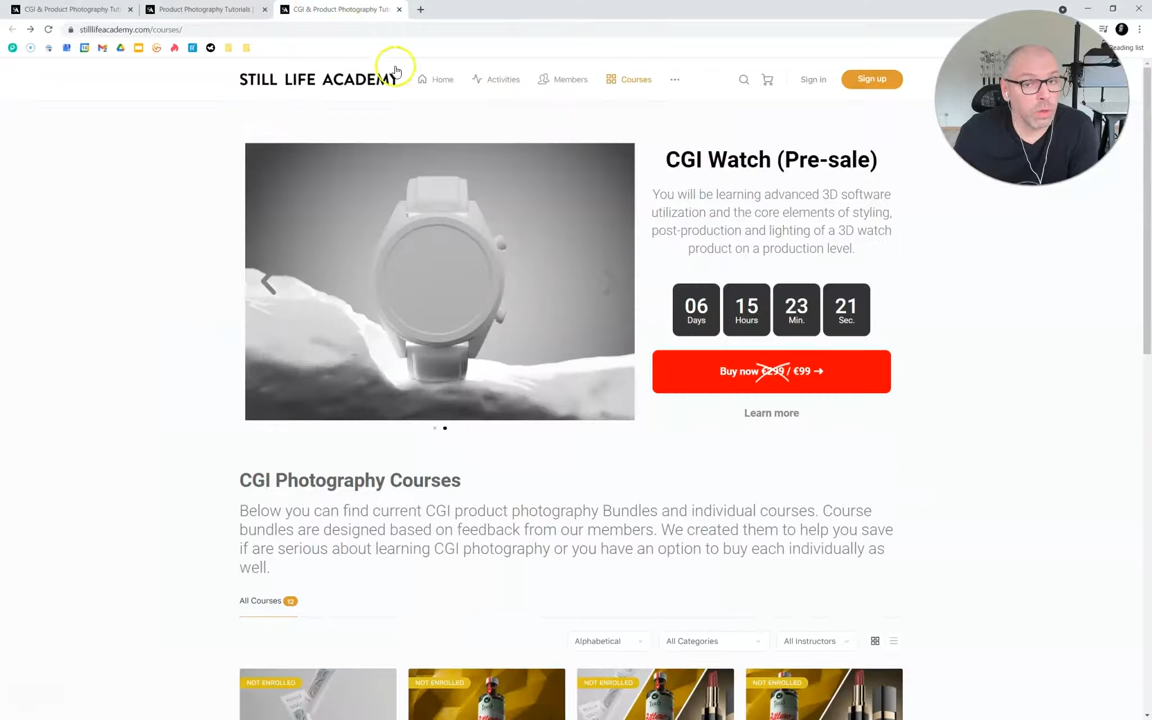 CGI & Product Photography Tut
Product Photography Tutorials |
CGI & Product Photography Tut
stilllifeacademy.com/courses/
Reading list
STILL LIFE ACADEMY
Home
Activities
Members
Courses
Sign in
Sign up
CGI Watch (Pre-sale)
You will be learning advanced 3D software
utilization and the core elements of styling,
post-production and lighting of a 3D watch
product on a production level.
06 15 23 21
Days Hours Min. Sec.
Buy now €299 / €99 →
Learn more
CGI Photography Courses
Below you can find current CGI product photography Bundles and individual courses. Course
bundles are designed based on feedback from our members. We created them to help you save
if are serious about learning CGI photography or you have an option to buy each individually as
well.
All Courses 12
Alphabetical
All Categories
All Instructors
NOT ENROLLED
NOT ENROLLED
NOT ENROLLED
NOT ENROLLED